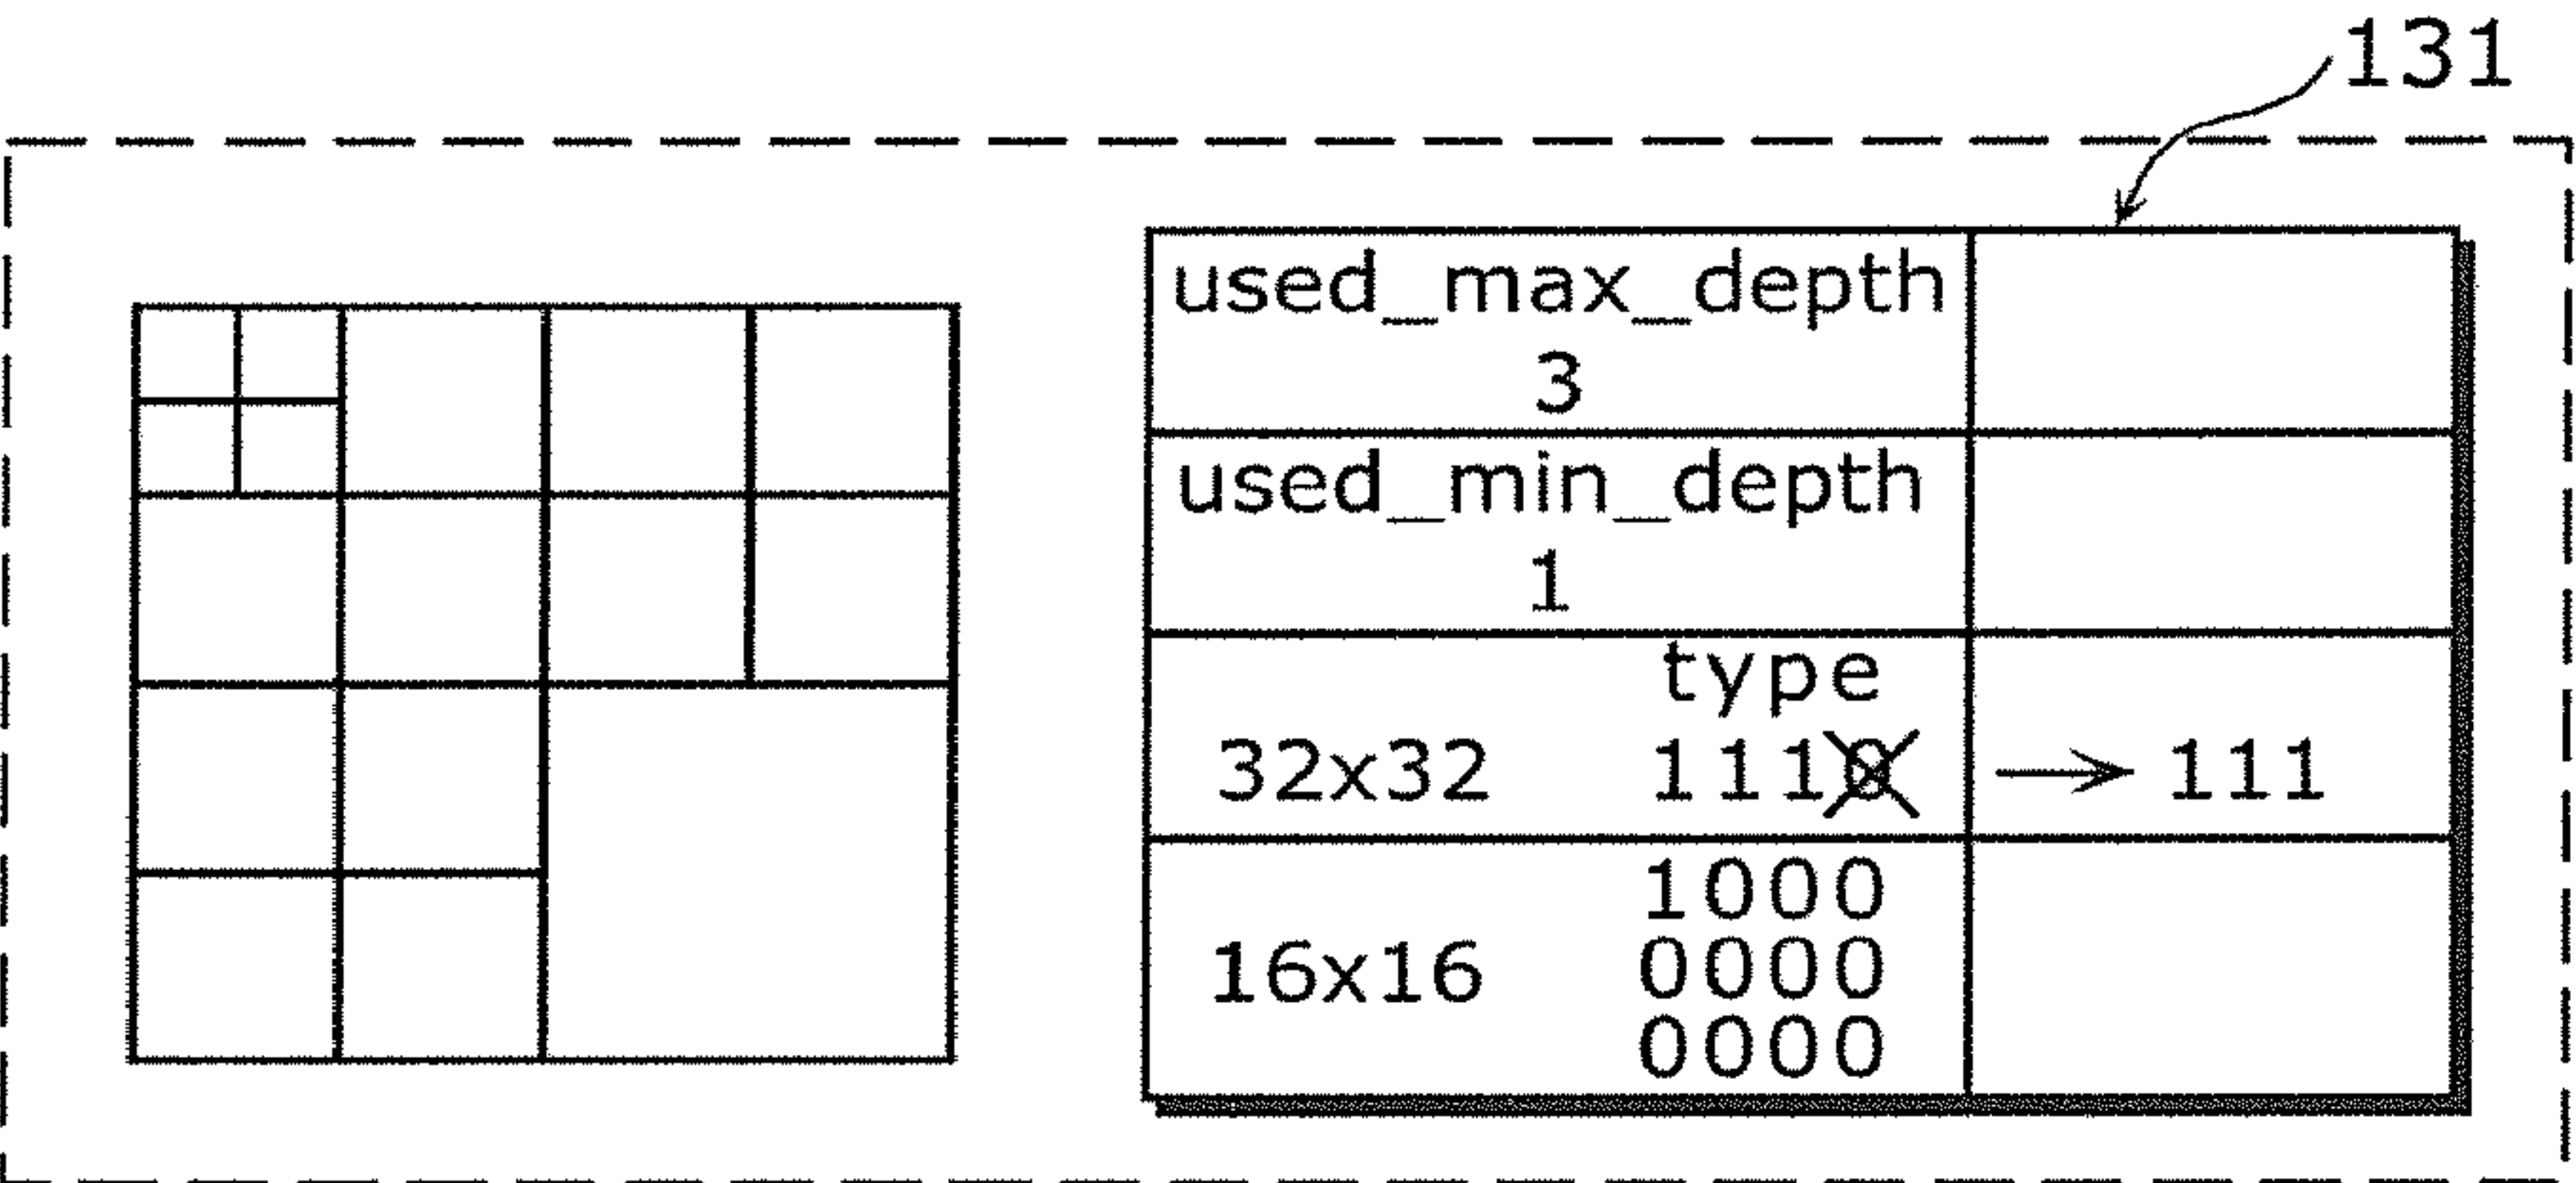 131
used_max_depth
3
used_min_depth
1
type
32x32 1110 → 111
1000
16x16 0000
0000